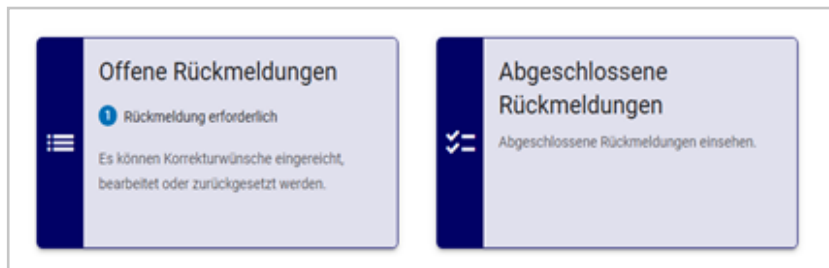 Offene Rückmeldungen
1 Rückmeldung erforderlich
Es können Korrekturwünsche eingereicht,
bearbeitet oder zurückgesetzt werden.
Abgeschlossene
Rückmeldungen
Abgeschlossene Rückmeldungen einsehen.